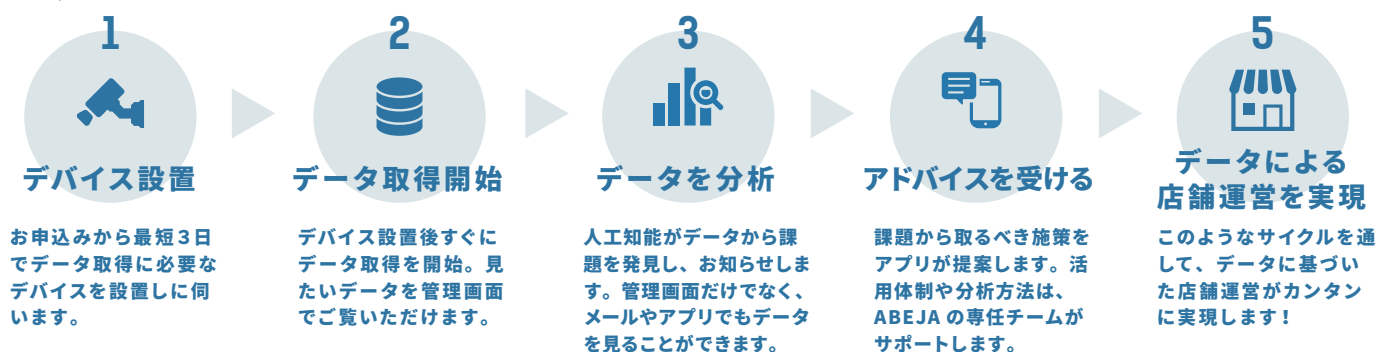 1
デバイス設置
お申込みから最短3日
でデータ取得に必要な
デバイスを設置しに伺
います。
2
データ取得開始
デバイス設置後すぐに
データ取得を開始。見
たいデータを管理画面
でご覧いただけます。
3
データを分析
人工知能がデータから課
題を発見し、お知らせしま
す。管理画面だけでなく、
メールやアプリでもデータ
を見ることができます。
4
アドバイスを受ける
課題から取るべき施策を
アプリが提案します。活
用体制や分析方法は、
ABEJA の専任チームが
サポートします。
5
データによる
店舗運営を実現
このようなサイクルを通
して、データに基づい
た店舗運営がカンタン
に実現します!